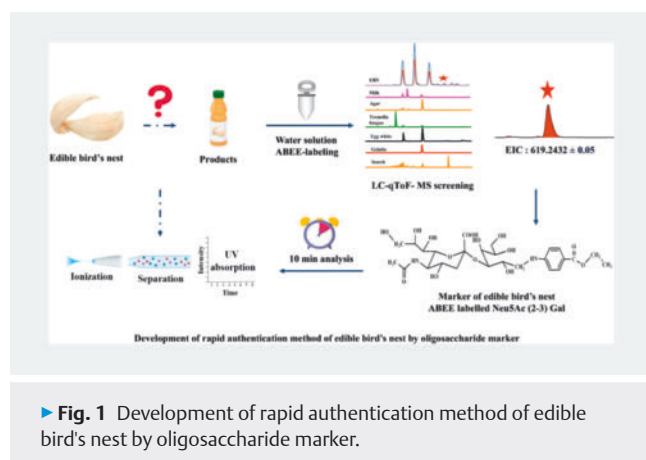 ?
Edible bird's nest
Products
Water solution
ABEE-labeling
EBN
Milk
Agar
Tremella
fungus
Egg white
Gelatin
Starch
LC-qToF- MS screening
EIC : 619.2432 ± 0.05
Ionization
Separation
Intensity
UV
absorption
Time
10 min analysis
Marker of edible bird's nest
ABEE labelled Neu5Ac (2-3) Gal
Development of rapid authentication method of edible bird's nest by oligosaccharide marker
► Fig. 1 Development of rapid authentication method of edible
bird's nest by oligosaccharide marker.